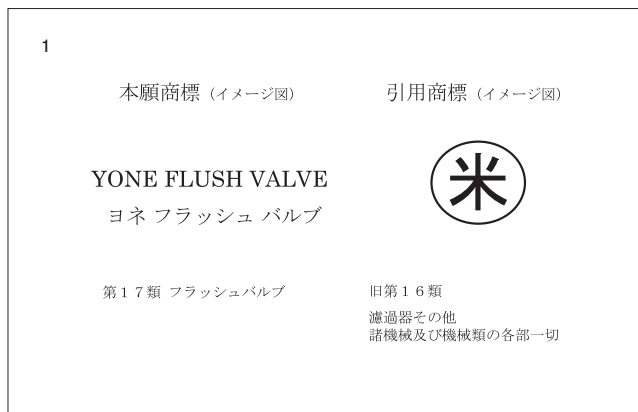 1
本願商標（イメージ図）
引用商標（イメージ図）
YONE FLUSH VALVE
ヨネ フラッシュ バルブ
米
第１７類 フラッシュバルブ
旧第１６類
濾過器その他
諸機械及び機械類の各部一切